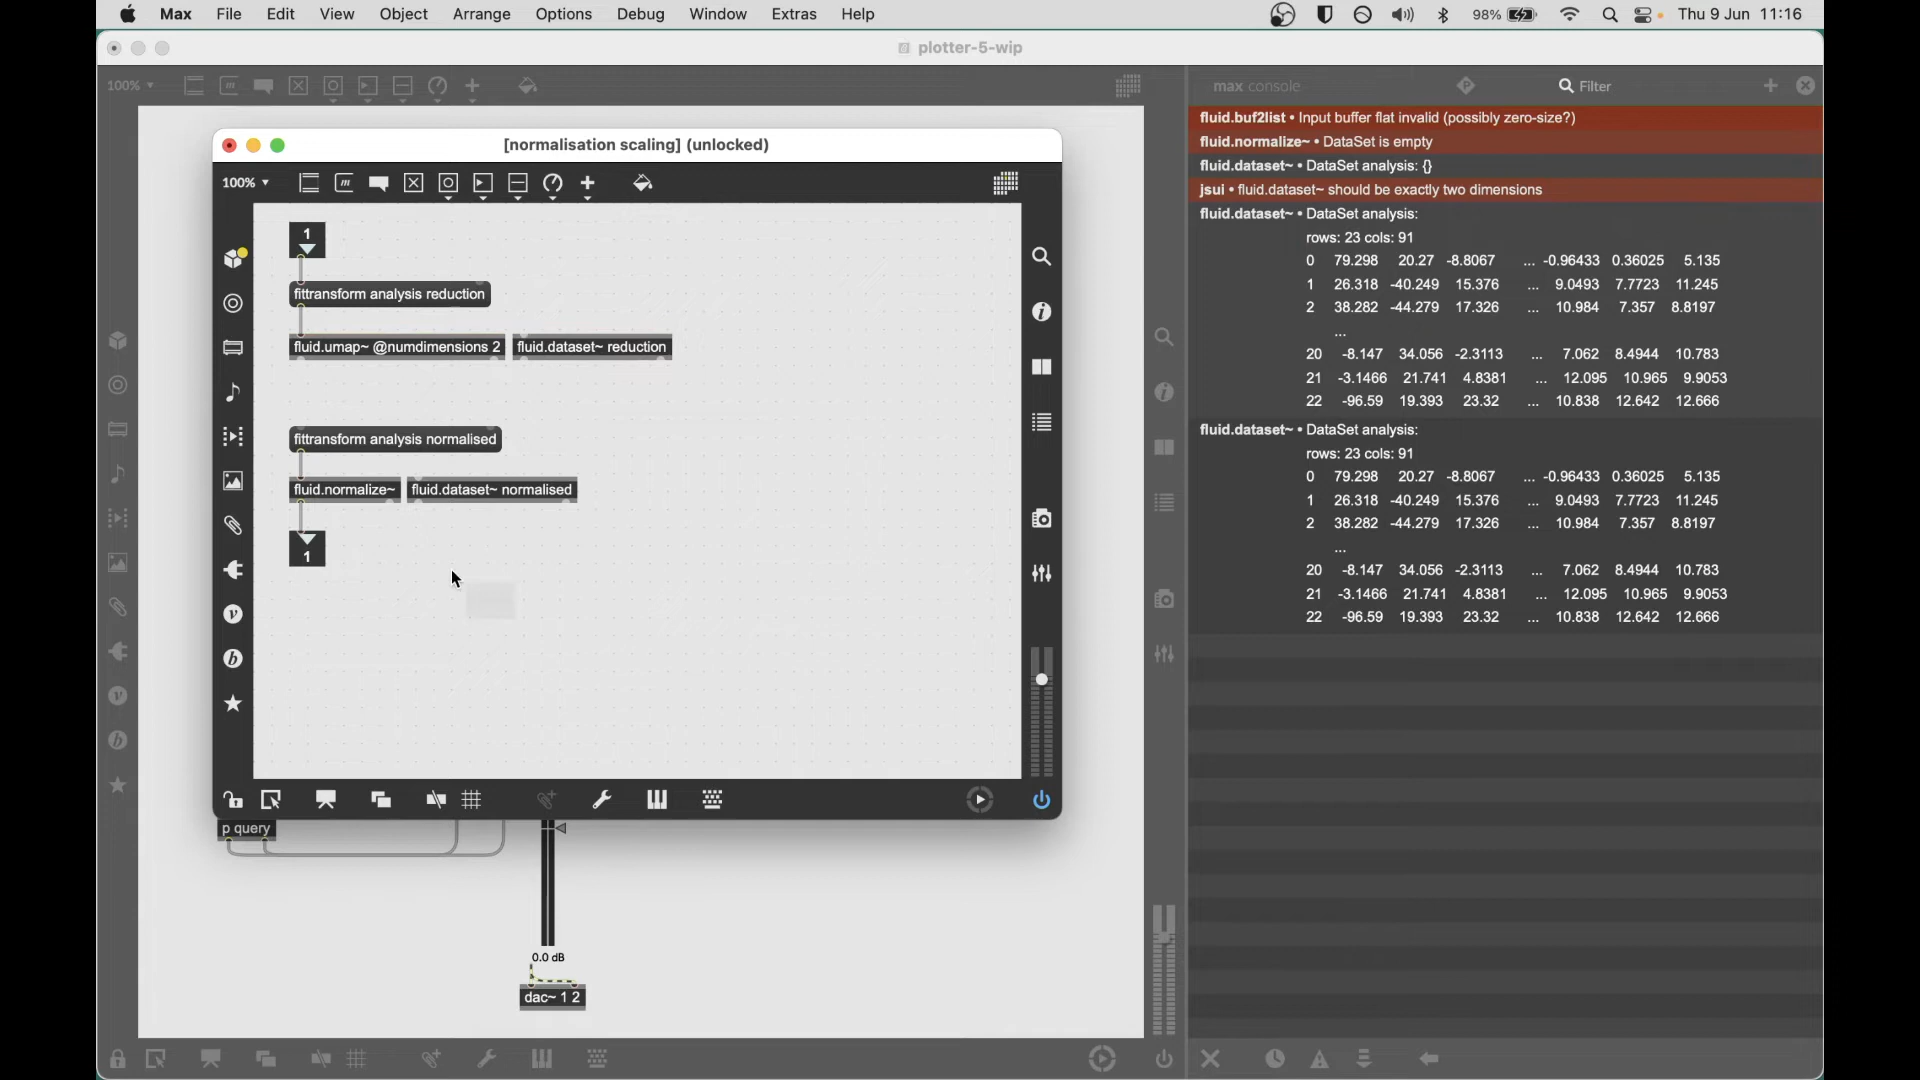 Max File Edit View Object Arrange Options Debug Window Extras Help 98% Thu 9 Jun 11:16
plotter-5-wip
100%
max console Filter
[normalisation scaling] (unlocked)
100%
1
fittransform analysis reduction
fluid.umap~ @numdimensions 2 fluid.dataset~ reduction
fittransform analysis normalised
fluid.normalize~ fluid.dataset~ normalised
1
p query
0.0 dB
dac~ 1 2
fluid.buf2list • Input buffer flat invalid (possibly zero-size?)
fluid.normalize~ • DataSet is empty
fluid.dataset~ • DataSet analysis: {}
jsui • fluid.dataset~ should be exactly two dimensions
fluid.dataset~ • DataSet analysis:
rows: 23 cols: 91
0 79.298 20.27 -8.8067 ... -0.96433 0.36025 5.135
1 26.318 -40.249 15.376 ... 9.0493 7.7723 11.245
2 38.282 -44.279 17.326 ... 10.984 7.357 8.8197
...
20 -8.147 34.056 -2.3113 ... 7.062 8.4944 10.783
21 -3.1466 21.741 4.8381 ... 12.095 10.965 9.9053
22 -96.59 19.393 23.32 ... 10.838 12.642 12.666
fluid.dataset~ • DataSet analysis:
rows: 23 cols: 91
0 79.298 20.27 -8.8067 ... -0.96433 0.36025 5.135
1 26.318 -40.249 15.376 ... 9.0493 7.7723 11.245
2 38.282 -44.279 17.326 ... 10.984 7.357 8.8197
...
20 -8.147 34.056 -2.3113 ... 7.062 8.4944 10.783
21 -3.1466 21.741 4.8381 ... 12.095 10.965 9.9053
22 -96.59 19.393 23.32 ... 10.838 12.642 12.666